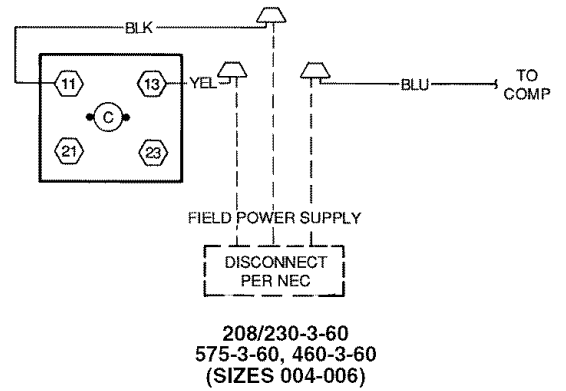 BLK
11
13
YEL
BLU
TO
COMP
C
21
23
FIELD POWER SUPPLY
DISCONNECT
PER NEC
208/230-3-60
575-3-60, 460-3-60
(SIZES 004-006)